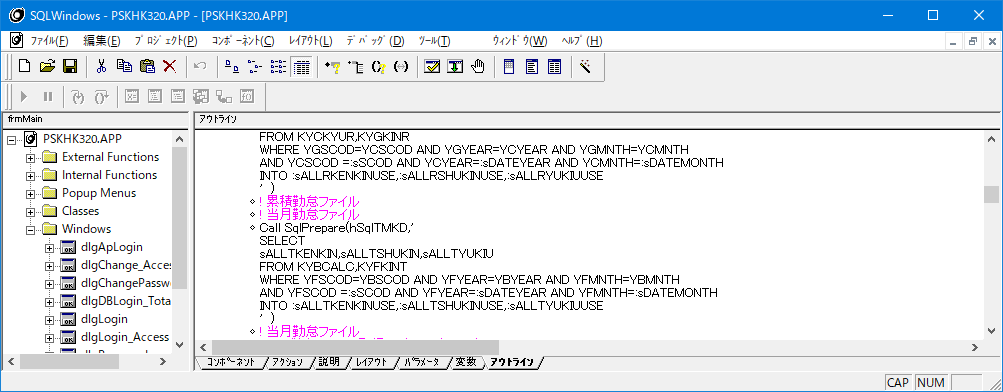 SQLWindows - PSKHK320.APP - [PSKHK320.APP]
ﾌｧｲﾙ(F) 編集(E) ﾌﾟﾛｼﾞｪｸﾄ(P) ｺﾝﾎﾟｰﾈﾝﾄ(C) ﾚｲｱｳﾄ(L) ﾃﾞﾊﾞｯｸﾞ(D) ﾂｰﾙ(T) ｳｨﾝﾄﾞｳ(W) ﾍﾙﾌﾟ(H)
frmMain
PSKHK320.APP
External Functions
Internal Functions
Popup Menus
Classes
Windows
dlgApLogin
dlgChange_Acce
dlgChangePassw
dlgDBLogin_Tota
dlgLogin
dlgLogin_Access
ｱｳﾄﾗｲﾝ
FROM KYCKYUR,KYGKINR
WHERE YGSCOD=YCSCOD AND YGYEAR=YCYEAR AND YGMNTH=YCMNTH
AND YCSCOD =:sSCOD AND YCYEAR=:sDATEYEAR AND YCMNTH=:sDATEMONTH
INTO :sALLRKENKINUSE,:sALLRSHUKINUSE,:sALLRYUKIUUSE
' )
! 累積勤怠ファイル
! 当月勤怠ファイル
Call SqlPrepare(hSqlTMKD,'
SELECT
sALLTKENKIN,sALLTSHUKIN,sALLTYUKIU
FROM KYBCALC,KYFKINT
WHERE YFSCOD=YBSCOD AND YFYEAR=YBYEAR AND YFMNTH=YBMNTH
AND YFSCOD =:sSCOD AND YFYEAR=:sDATEYEAR AND YFMNTH=:sDATEMONTH
INTO :sALLTKENKINUSE,:sALLTSHUKINUSE,:sALLTYUKIUUSE
' )
! 当月勤怠ファイル
ｺﾝﾎﾟｰﾈﾝﾄ ｱｸｼｮﾝ 説明 ﾚｲｱｳﾄ ﾊﾟﾗﾒｰﾀ 変数 ｱｳﾄﾗｲﾝ
CAP NUM